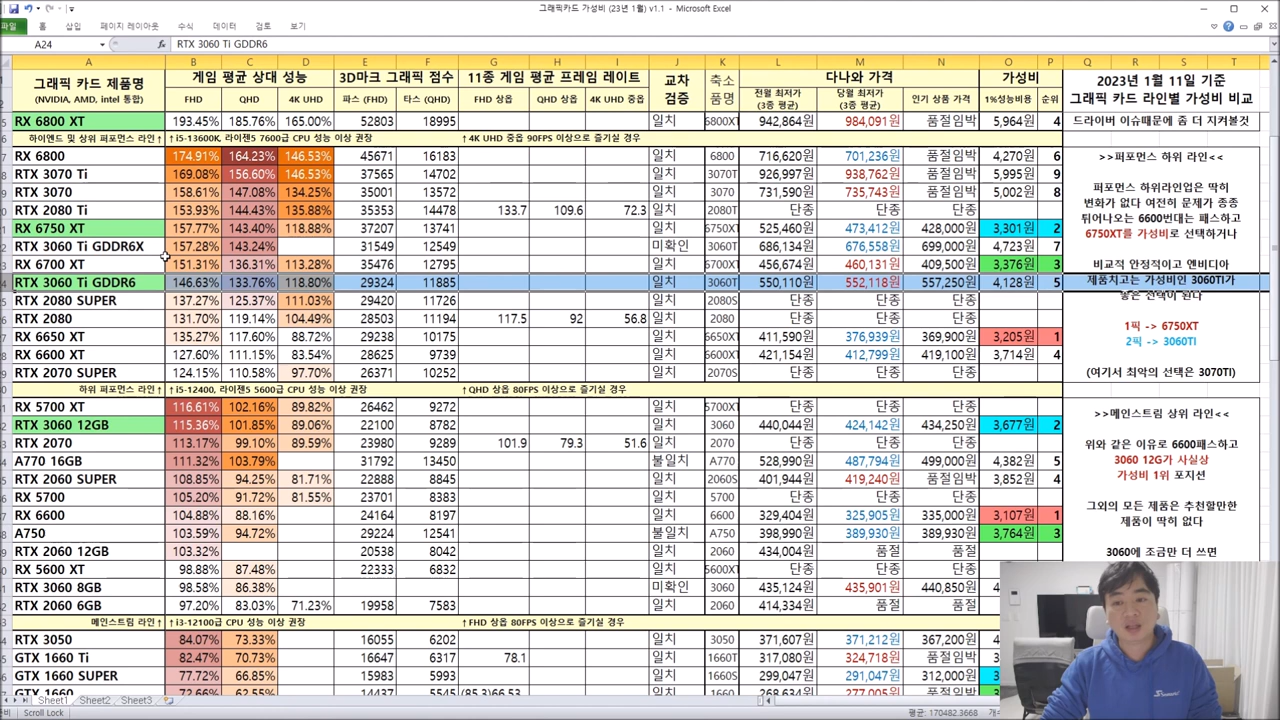 그래픽카드 가성비 (23년 1월) v1.1 - Microsoft Excel
파일 홈 삽입 페이지 레이아웃 수식 데이터 검토 보기
A24 fx RTX 3060 Ti GDDR6
A B C D E F G H I J K L M N O P Q R S T
그래픽 카드 제품명 게임 평균 상대 성능 3D마크 그래픽 점수 11종 게임 평균 프레임 레이트 교차 축소 다나와 가격 가성비 2023년 1월 11일 기준
(NVIDIA, AMD, intel 통합) FHD QHD 4K UHD 파스 (FHD) 타스 (QHD) FHD 상옵 QHD 상옵 4K UHD 중옵 검증 품명 전월 최저가 (3종 평균) 당월 최저가 (3종 평균) 인기 상품 가격 1%성능비용 순위 그래픽 카드 라인별 가성비 비교
RX 6800 XT 193.45% 185.76% 165.00% 52803 18995 일치 6800XT 942,864원 984,091원 품절임박 5,964원 4 드라이버 이슈때문에 좀 더 지켜볼것
하이엔드 및 상위 퍼포먼스 라인↑ ↑i5-13600K, 라이젠5 7600급 CPU 성능 이상 권장 ↑4K UHD 중옵 90FPS 이상으로 즐기실 경우
RX 6800 174.91% 164.23% 146.53% 45671 16183 일치 6800 716,620원 701,236원 품절임박 4,270원 6 >>퍼포먼스 하위 라인<<
RTX 3070 Ti 169.08% 156.60% 146.53% 37565 14702 일치 3070T 926,997원 938,762원 품절임박 5,995원 9
RTX 3070 158.61% 147.08% 134.25% 35001 13572 일치 3070 731,590원 735,743원 품절임박 5,002원 8 퍼포먼스 하위라인업은 딱히
RTX 2080 Ti 153.93% 144.43% 135.88% 35353 14478 133.7 109.6 72.3 일치 2080T 단종 단종 단종 변화가 없다 여전히 문제가 종종
RX 6750 XT 157.77% 143.40% 118.88% 37207 13741 일치 6750XT 525,460원 473,412원 428,000원 3,301원 2 튀어나오는 6600번대는 패스하고
RTX 3060 Ti GDDR6X 157.28% 143.24% 31549 12549 미확인 3060T 686,134원 676,558원 699,000원 4,723원 7 6750XT를 가성비로 선택하거나
RX 6700 XT 151.31% 136.31% 113.28% 35476 12795 일치 6700XT 456,674원 460,131원 409,500원 3,376원 3 비교적 안정적이고 엔비디아
RTX 3060 Ti GDDR6 146.63% 133.76% 118.80% 29324 11885 일치 3060T 550,110원 552,118원 557,250원 4,128원 5 제품치고는 가성비인 3060TI가
RTX 2080 SUPER 137.27% 125.37% 111.03% 29420 11726 일치 2080S 단종 단종 단종 좋은 선택이 된다
RTX 2080 131.70% 119.14% 104.49% 28503 11194 117.5 92 56.8 일치 2080 단종 단종 단종 1픽 -> 6750XT
RX 6650 XT 135.27% 117.60% 88.72% 29238 10175 일치 6650XT 411,590원 376,939원 369,900원 3,205원 1 2픽 -> 3060TI
RX 6600 XT 127.60% 111.15% 83.54% 28625 9739 일치 6600XT 421,154원 412,799원 419,100원 3,714원 4
RTX 2070 SUPER 124.15% 110.58% 97.70% 26371 10252 일치 2070S 단종 단종 단종 (여기서 최악의 선택은 3070TI)
하위 퍼포먼스 라인↑ ↑i5-12400, 라이젠5 5600급 CPU 성능 이상 권장 ↑QHD 상옵 80FPS 이상으로 즐기실 경우
RX 5700 XT 116.61% 102.16% 89.82% 26462 9272 일치 5700XT 단종 단종 단종 >>메인스트림 상위 라인<<
RTX 3060 12GB 115.36% 101.85% 89.06% 22100 8782 일치 3060 440,044원 424,142원 434,250원 3,677원 2
RTX 2070 113.17% 99.10% 89.59% 23980 9289 101.9 79.3 51.6 일치 2070 단종 단종 단종 위와 같은 이유로 6600패스하고
A770 16GB 111.32% 103.79% 31792 13450 불일치 A770 528,990원 487,794원 499,000원 4,382원 5 3060 12G가 사실상
RTX 2060 SUPER 108.85% 94.25% 81.71% 22888 8845 일치 2060S 401,944원 419,240원 품절임박 3,852원 4 가성비 1위 포지션
RX 5700 105.20% 91.72% 81.55% 23701 8383 일치 5700 단종 단종 단종
RX 6600 104.88% 88.16% 24164 8197 일치 6600 329,404원 325,905원 335,000원 3,107원 1 그외의 모든 제품은 추천할만한
A750 103.59% 94.72% 29224 12541 불일치 A750 398,990원 389,930원 389,930원 3,764원 3 제품이 딱히 없다
RTX 2060 12GB 103.32% 20538 8042 일치 2060 434,004원 품절 품절 3060에 조금만 더 쓰면
RX 5600 XT 98.88% 87.48% 22333 6832 일치 5600XT 단종 단종 단종
RTX 3060 8GB 98.58% 86.38% 미확인 3060 435,124원 435,901원 440,850원
RTX 2060 6GB 97.20% 83.03% 71.23% 19958 7583 일치 2060 414,334원 품절 품절
메인스트림 라인↑ ↑i3-12100급 CPU 성능 이상 권장 ↑FHD 상옵 80FPS 이상으로 즐기실 경우
RTX 3050 84.07% 73.33% 16055 6202 일치 3050 371,607원 371,212원 367,200원
GTX 1660 Ti 82.47% 70.73% 16647 6317 78.1 일치 1660T 317,080원 324,718원 품절임박
GTX 1660 SUPER 77.72% 66.85% 15983 5993 일치 1660S 299,047원 291,029원 312,000원
GTX 1660 72.66% 62.55% 14437 5545 (85.3)66.53 일치 1660 268,634원 277,005원 품절임박
Sheet1 Sheet2 Sheet3
Scroll Lock 평균: 170482.3668